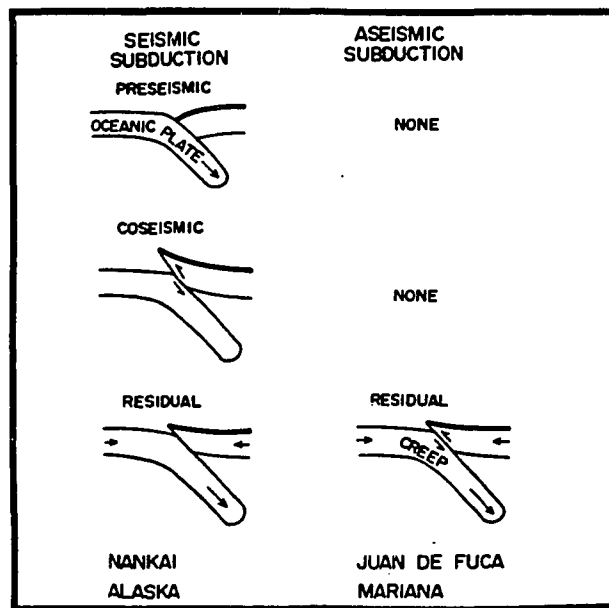 SEISMIC SUBDUCTION
ASEISMIC SUBDUCTION
PRESEISMIC
OCEANIC PLATE
NONE
COSEISMIC
NONE
RESIDUAL
RESIDUAL
CREEP
NANKAI
JUAN DE FUCA
ALASKA
MARIANA